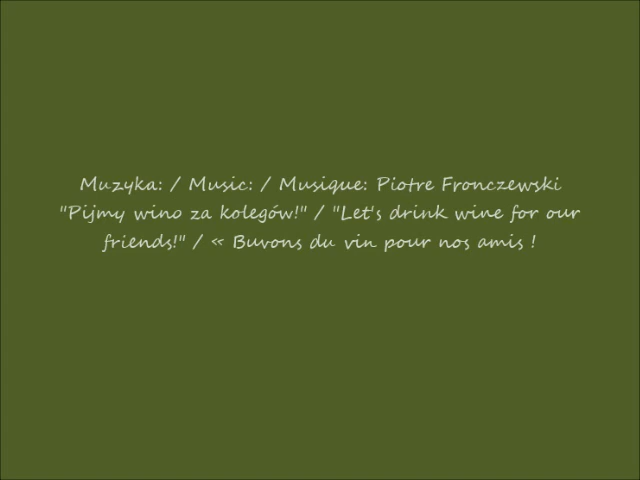 Muzyka: / Music: / Musique: Piotre Fronczewski
"Pijmy wino za kolegów!" / "Let's drink wine for our
friends!" / « Buvons du vin pour nos amis !